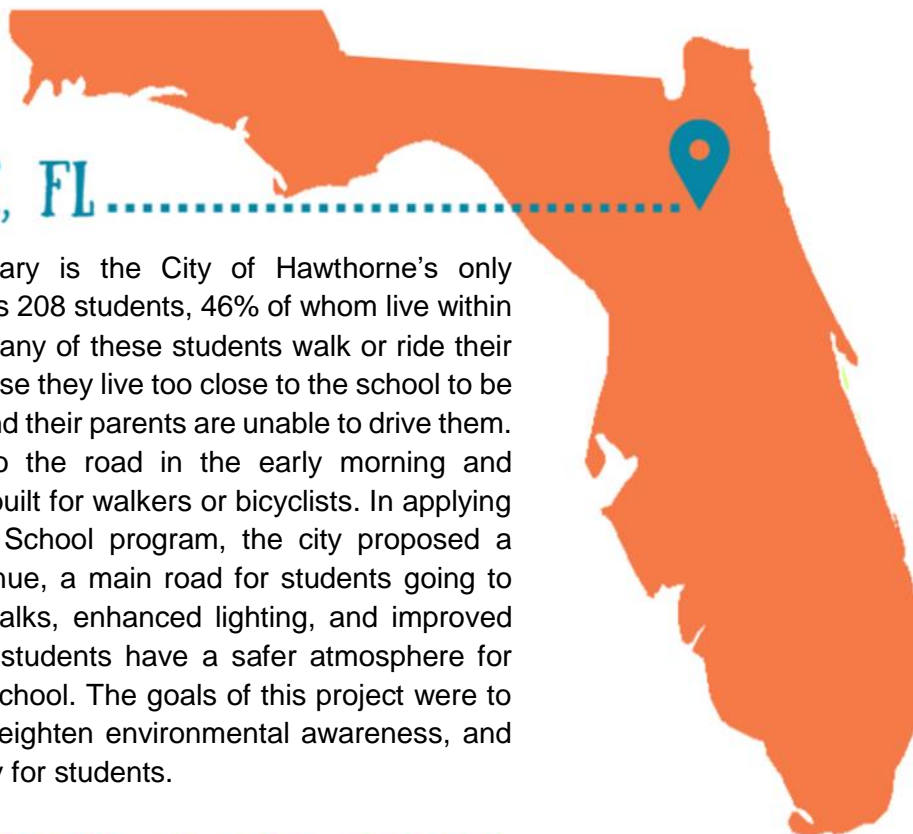 , FL
ary is the City of Hawthorne’s only
s 208 students, 46% of whom live within
any of these students walk or ride their
se they live too close to the school to be
nd their parents are unable to drive them.
o the road in the early morning and
built for walkers or bicyclists. In applying
School program, the city proposed a
nue, a main road for students going to
alks, enhanced lighting, and improved
students have a safer atmosphere for
school. The goals of this project were to
eighten environmental awareness, and
y for students.